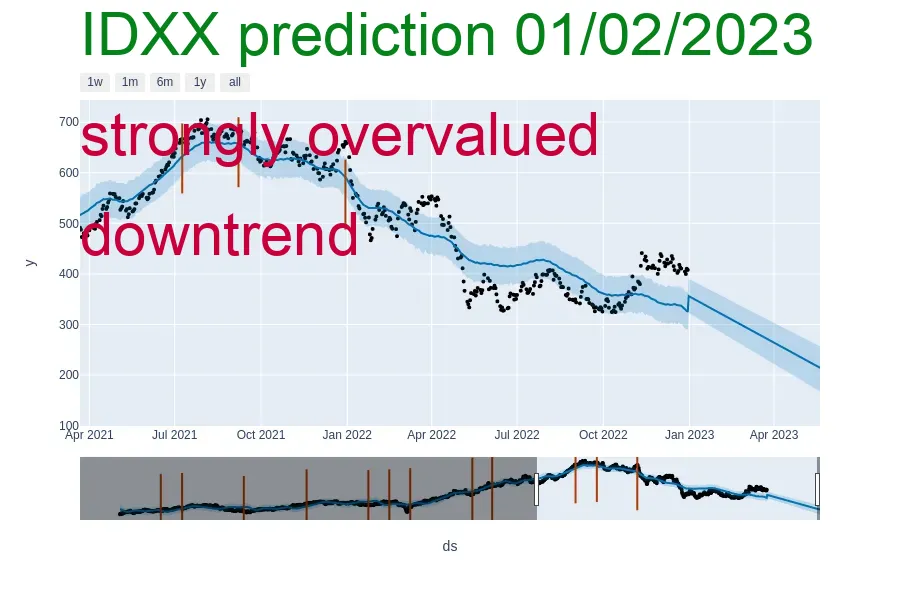 IDXX prediction 01/02/2023
1w 1m 6m 1y all
700
strongly overvalued
600
500
downtrend
y
400
300
200
100
Apr 2021 Jul 2021 Oct 2021 Jan 2022 Apr 2022 Jul 2022 Oct 2022 Jan 2023 Apr 2023
ds